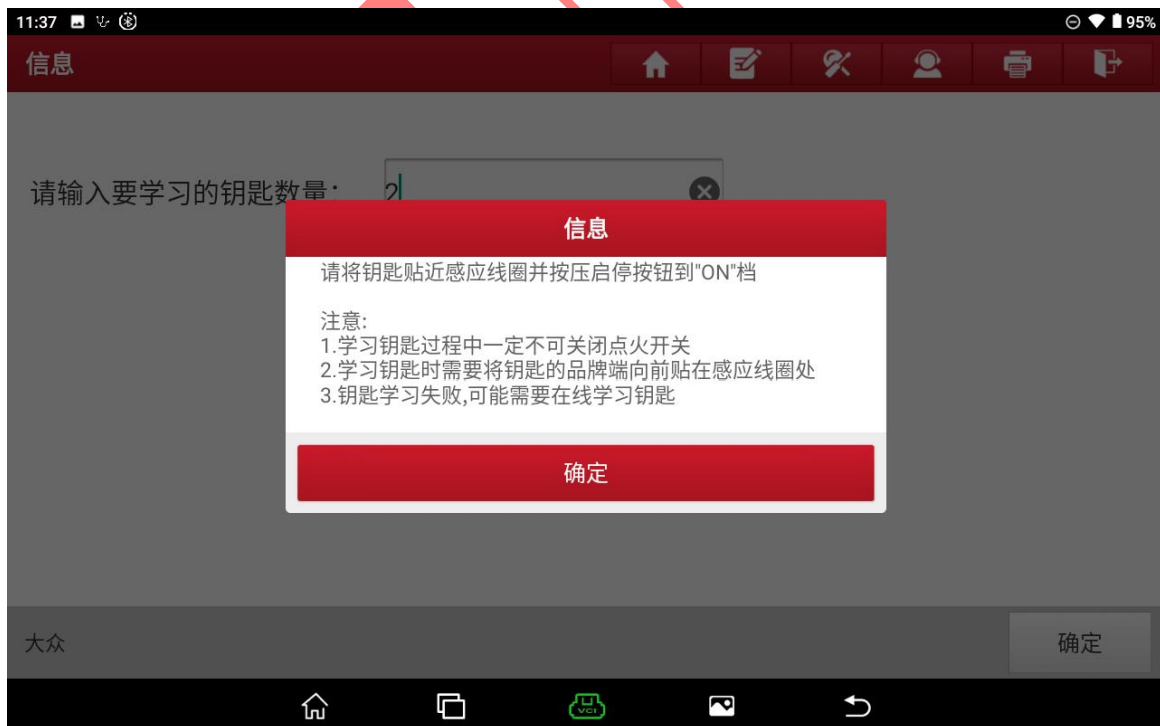 11:37
95%
信息
请输入要学习的钥匙数量: 2
信息
请将钥匙贴近感应线圈并按压启停按钮到"ON"档
注意:
1.学习钥匙过程中一定不可关闭点火开关
2.学习钥匙时需要将钥匙的品牌端向前贴在感应线圈处
3.钥匙学习失败,可能需要在线学习钥匙
确定
大众
确定
VCI